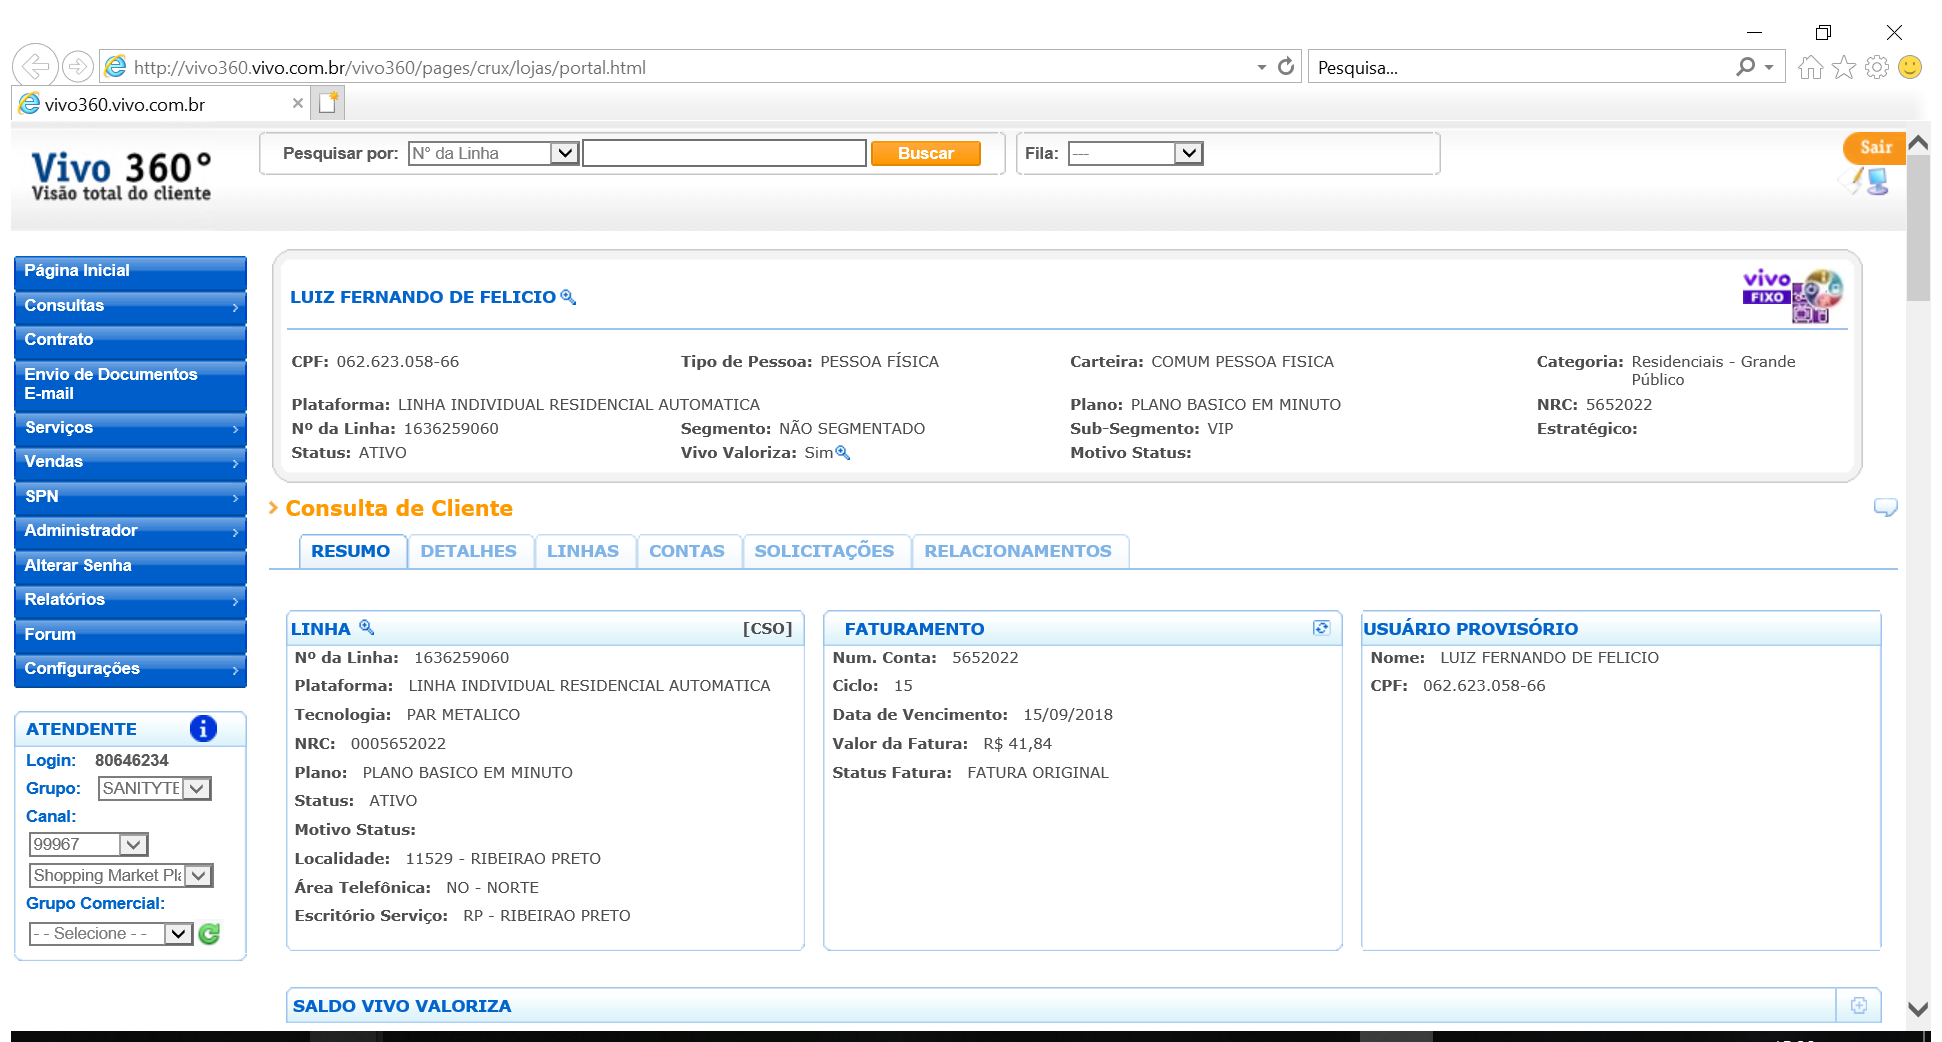 http://vivo360.vivo.com.br/vivo360/pages/crux/lojas/portal.html
Pesquisa...
vivo360.vivo.com.br
Vivo 360°
Visão total do cliente
Pesquisar por: N° da Linha Buscar
Fila: ---
Sair
Página Inicial
Consultas
Contrato
Envio de Documentos
E-mail
Serviços
Vendas
SPN
Administrador
Alterar Senha
Relatórios
Forum
Configurações
ATENDENTE
Login: 80646234
Grupo: SANITYTE
Canal:
99967
Shopping Market Pla
Grupo Comercial:
- - Selecione - -
LUIZ FERNANDO DE FELICIO
vivo
FIXO
CPF: 062.623.058-66 Tipo de Pessoa: PESSOA FÍSICA Carteira: COMUM PESSOA FISICA Categoria: Residenciais - Grande
Público
Plataforma: LINHA INDIVIDUAL RESIDENCIAL AUTOMATICA Plano: PLANO BASICO EM MINUTO NRC: 5652022
Nº da Linha: 1636259060 Segmento: NÃO SEGMENTADO Sub-Segmento: VIP Estratégico:
Status: ATIVO Vivo Valoriza: Sim Motivo Status:
Consulta de Cliente
RESUMO DETALHES LINHAS CONTAS SOLICITAÇÕES RELACIONAMENTOS
LINHA [CSO]
Nº da Linha: 1636259060
Plataforma: LINHA INDIVIDUAL RESIDENCIAL AUTOMATICA
Tecnologia: PAR METALICO
NRC: 0005652022
Plano: PLANO BASICO EM MINUTO
Status: ATIVO
Motivo Status:
Localidade: 11529 - RIBEIRAO PRETO
Área Telefônica: NO - NORTE
Escritório Serviço: RP - RIBEIRAO PRETO
FATURAMENTO
Num. Conta: 5652022
Ciclo: 15
Data de Vencimento: 15/09/2018
Valor da Fatura: R$ 41,84
Status Fatura: FATURA ORIGINAL
USUÁRIO PROVISÓRIO
Nome: LUIZ FERNANDO DE FELICIO
CPF: 062.623.058-66
SALDO VIVO VALORIZA